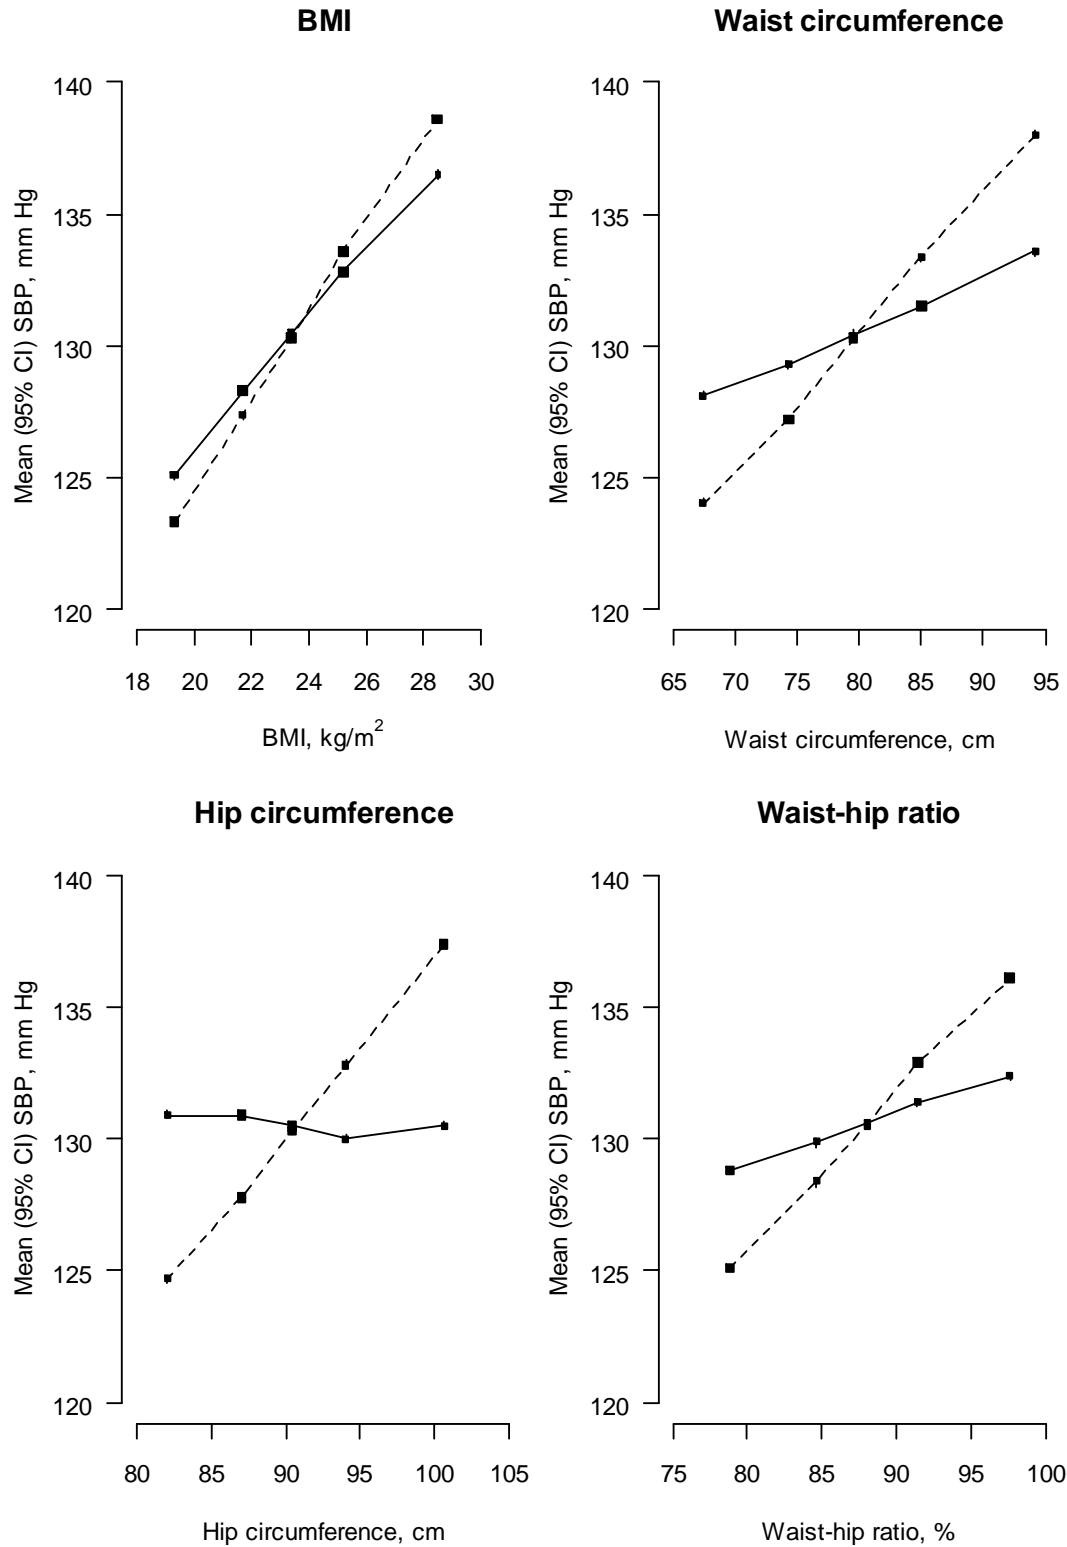 BMI
Mean (95% CI) SBP, mm Hg
140
135
130
125
120
18 20 22 24 26 28 30
BMI, kg/m²
Waist circumference
Mean (95% CI) SBP, mm Hg
140
135
130
125
120
65 70 75 80 85 90 95
Waist circumference, cm
Hip circumference
Mean (95% CI) SBP, mm Hg
140
135
130
125
120
80 85 90 95 100 105
Hip circumference, cm
Waist-hip ratio
Mean (95% CI) SBP, mm Hg
140
135
130
125
120
75 80 85 90 95 100
Waist-hip ratio, %